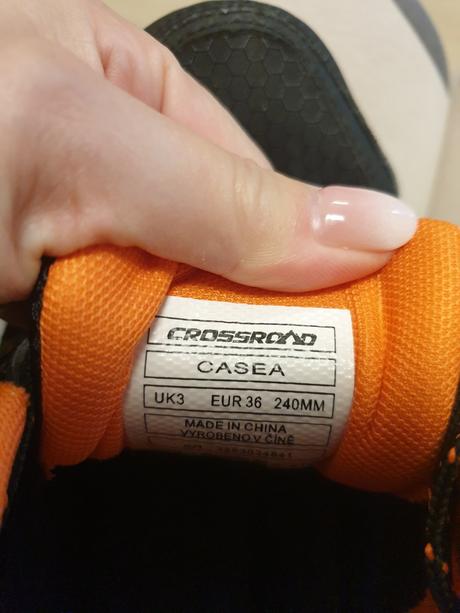 CROSSROAD
CASEA
UK3 EUR 36 240MM
MADE IN CHINA
VYROBENO V ČÍNĚ